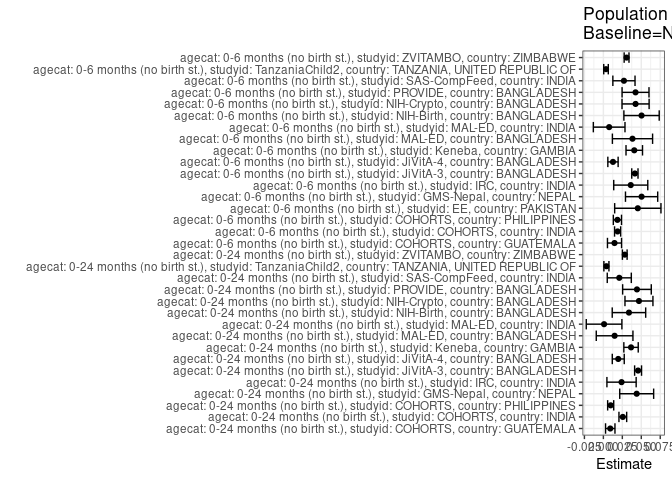 Population
Baseline=N
agecat: 0-6 months (no birth st.), studyid: ZVITAMBO, country: ZIMBABWE
agecat: 0-6 months (no birth st.), studyid: TanzaniaChild2, country: TANZANIA, UNITED REPUBLIC OF
agecat: 0-6 months (no birth st.), studyid: SAS-CompFeed, country: INDIA
agecat: 0-6 months (no birth st.), studyid: PROVIDE, country: BANGLADESH
agecat: 0-6 months (no birth st.), studyid: NIH-Crypto, country: BANGLADESH
agecat: 0-6 months (no birth st.), studyid: NIH-Birth, country: BANGLADESH
agecat: 0-6 months (no birth st.), studyid: MAL-ED, country: INDIA
agecat: 0-6 months (no birth st.), studyid: MAL-ED, country: BANGLADESH
agecat: 0-6 months (no birth st.), studyid: Keneba, country: GAMBIA
agecat: 0-6 months (no birth st.), studyid: JiVitA-4, country: BANGLADESH
agecat: 0-6 months (no birth st.), studyid: JiVitA-3, country: BANGLADESH
agecat: 0-6 months (no birth st.), studyid: IRC, country: INDIA
agecat: 0-6 months (no birth st.), studyid: GMS-Nepal, country: NEPAL
agecat: 0-6 months (no birth st.), studyid: EE, country: PAKISTAN
agecat: 0-6 months (no birth st.), studyid: COHORTS, country: PHILIPPINES
agecat: 0-6 months (no birth st.), studyid: COHORTS, country: INDIA
agecat: 0-6 months (no birth st.), studyid: COHORTS, country: GUATEMALA
agecat: 0-24 months (no birth st.), studyid: ZVITAMBO, country: ZIMBABWE
agecat: 0-24 months (no birth st.), studyid: TanzaniaChild2, country: TANZANIA, UNITED REPUBLIC OF
agecat: 0-24 months (no birth st.), studyid: SAS-CompFeed, country: INDIA
agecat: 0-24 months (no birth st.), studyid: PROVIDE, country: BANGLADESH
agecat: 0-24 months (no birth st.), studyid: NIH-Crypto, country: BANGLADESH
agecat: 0-24 months (no birth st.), studyid: NIH-Birth, country: BANGLADESH
agecat: 0-24 months (no birth st.), studyid: MAL-ED, country: INDIA
agecat: 0-24 months (no birth st.), studyid: MAL-ED, country: BANGLADESH
agecat: 0-24 months (no birth st.), studyid: Keneba, country: GAMBIA
agecat: 0-24 months (no birth st.), studyid: JiVitA-4, country: BANGLADESH
agecat: 0-24 months (no birth st.), studyid: JiVitA-3, country: BANGLADESH
agecat: 0-24 months (no birth st.), studyid: IRC, country: INDIA
agecat: 0-24 months (no birth st.), studyid: GMS-Nepal, country: NEPAL
agecat: 0-24 months (no birth st.), studyid: COHORTS, country: PHILIPPINES
agecat: 0-24 months (no birth st.), studyid: COHORTS, country: INDIA
agecat: 0-24 months (no birth st.), studyid: COHORTS, country: GUATEMALA
Estimate